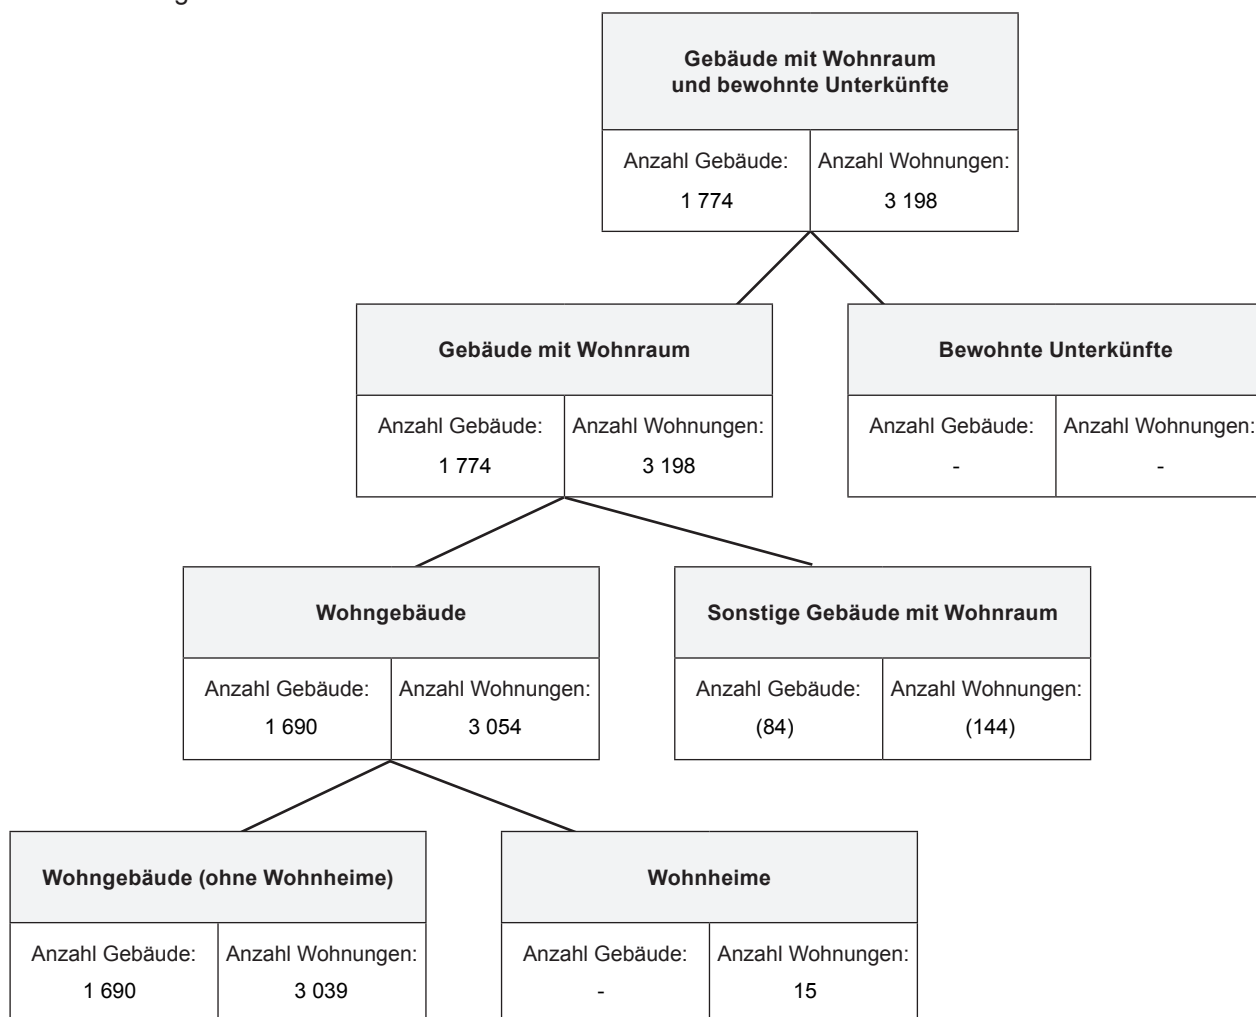 Gebäude mit Wohnraum
und bewohnte Unterkünfte
Anzahl Gebäude: Anzahl Wohnungen:
1 774 3 198
Gebäude mit Wohnraum Bewohnte Unterkünfte
Anzahl Gebäude: Anzahl Wohnungen: Anzahl Gebäude: Anzahl Wohnungen:
1 774 3 198 - -
Wohngebäude Sonstige Gebäude mit Wohnraum
Anzahl Gebäude: Anzahl Wohnungen: Anzahl Gebäude: Anzahl Wohnungen:
1 690 3 054 (84) (144)
Wohngebäude (ohne Wohnheime) Wohnheime
Anzahl Gebäude: Anzahl Wohnungen: Anzahl Gebäude: Anzahl Wohnungen:
1 690 3 039 - 15